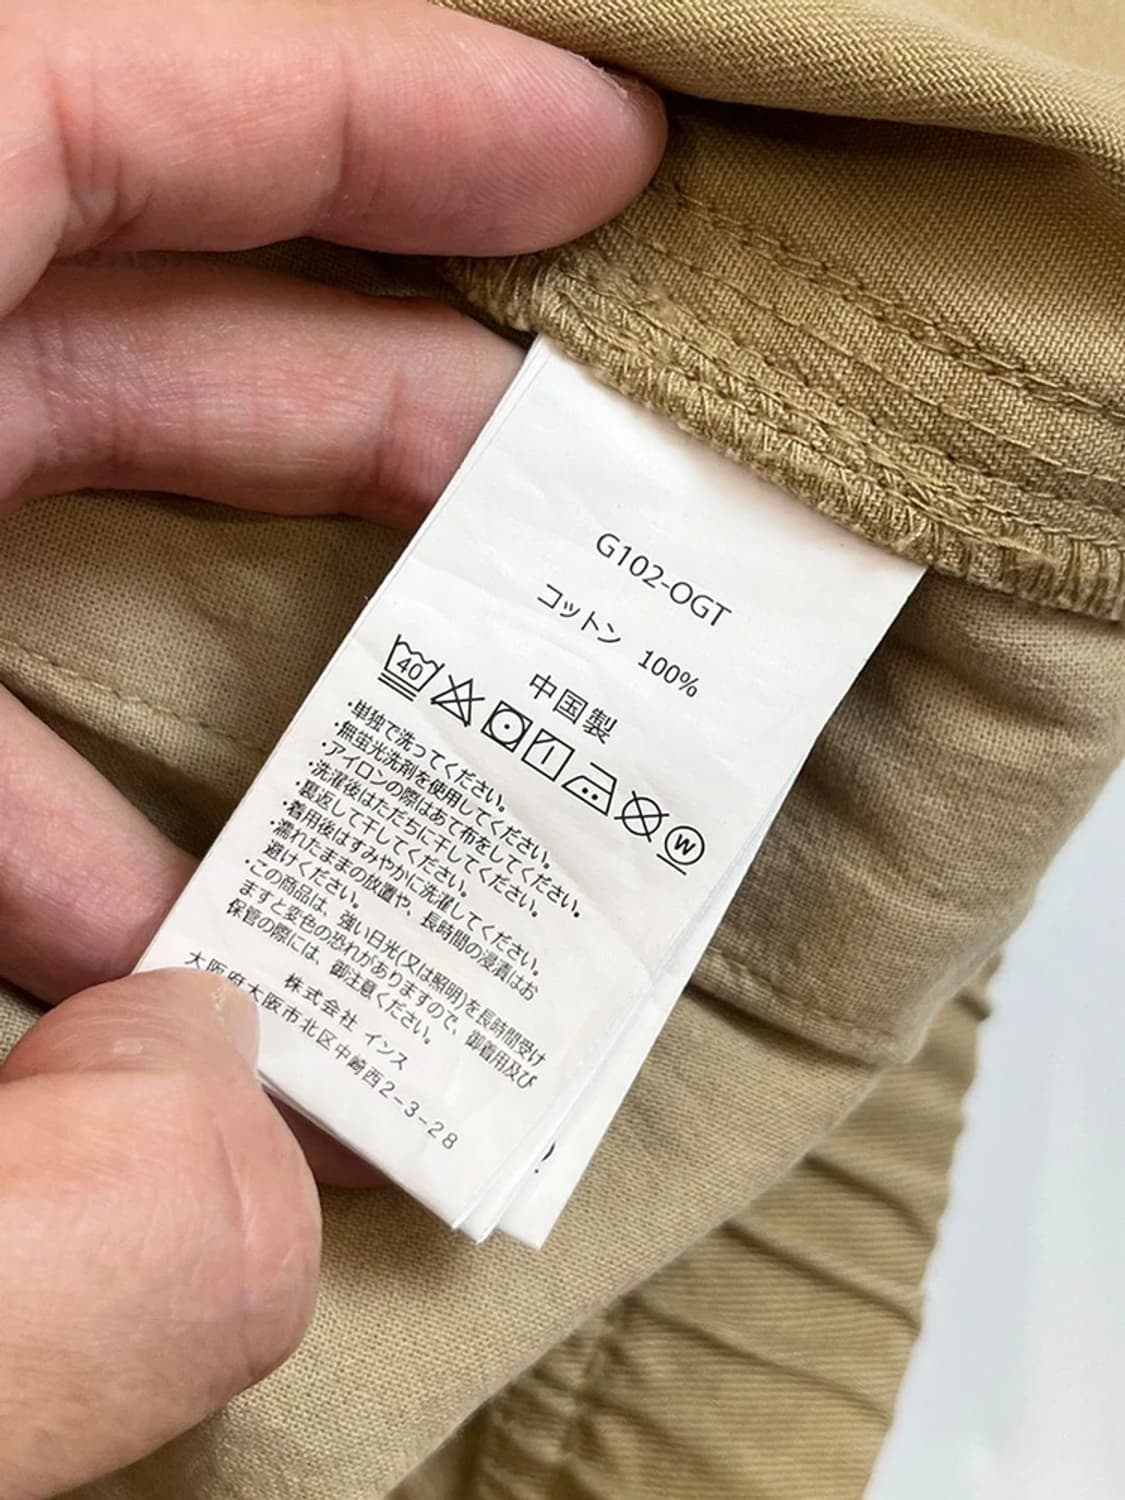 G102-OGT
コットン 100%
中国製
40
W
・単独で洗ってください。
・無蛍光洗剤を使用してください。
・アイロンの際はあて布をしてください。
・洗濯後はただちに干してください。
・裏返して干してください。
・着用後はすみやかに洗濯してください。
・濡れたままの放置や、長時間の浸漬はお
避けください。
・この商品は、強い日光(又は照明)を長時間受け
ますと変色の恐れがありますので、御着用及び
保管の際には、御注意ください。
株式会社 インス
大阪府大阪市北区中崎西2-3-28